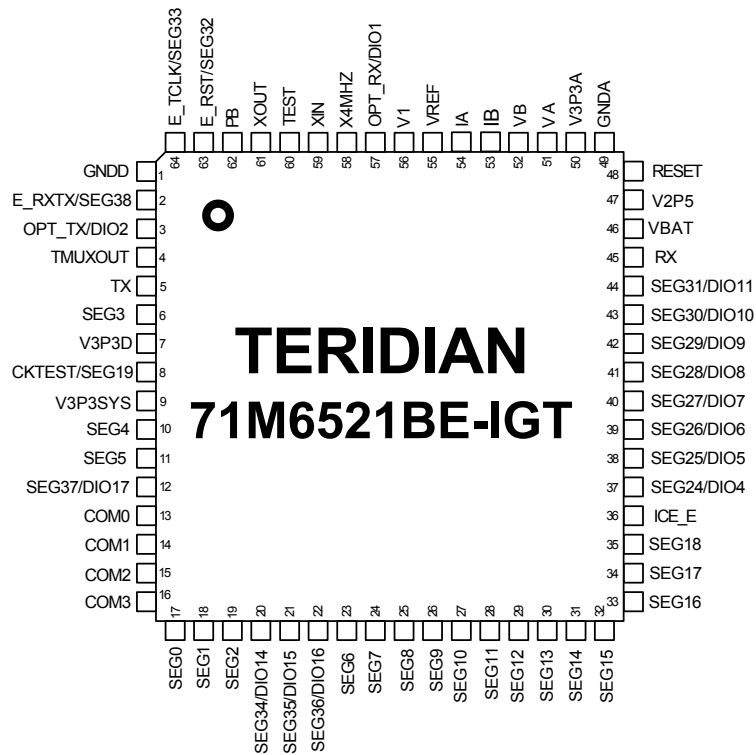 E_TCLK/SEG33
E_RST/SEG32
PB
XOUT
TEST
XIN
X4MHZ
OPT_RX/DIO1
V1
VREF
IA
IB
VB
VA
V3P3A
GNDA
64
63
62
61
60
59
58
57
56
55
54
53
52
51
50
49
GNDD 1
E_RXTX/SEG38 2
OPT_TX/DIO2 3
TMUXOUT 4
TX 5
SEG3 6
V3P3D 7
CKTEST/SEG19 8
V3P3SYS 9
SEG4 10
SEG5 11
SEG37/DIO17 12
COM0 13
COM1 14
COM2 15
COM3 16
TERIDIAN
71M6521BE-IGT
48 RESET
47 V2P5
46 VBAT
45 RX
44 SEG31/DIO11
43 SEG30/DIO10
42 SEG29/DIO9
41 SEG28/DIO8
40 SEG27/DIO7
39 SEG26/DIO6
38 SEG25/DIO5
37 SEG24/DIO4
36 ICE_E
35 SEG18
34 SEG17
33 SEG16
17
18
19
20
21
22
23
24
25
26
27
28
29
30
31
32
SEG0
SEG1
SEG2
SEG34/DIO14
SEG35/DIO15
SEG36/DIO16
SEG6
SEG7
SEG8
SEG9
SEG10
SEG11
SEG12
SEG13
SEG14
SEG15